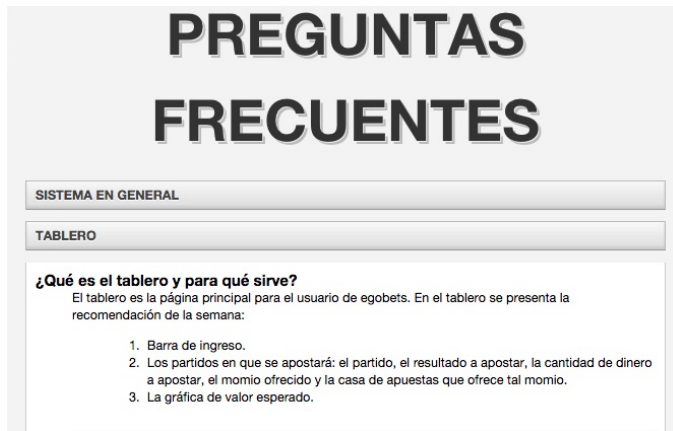 PREGUNTAS
FRECUENTES
SISTEMA EN GENERAL
TABLERO
¿Qué es el tablero y para qué sirve?
El tablero es la página principal para el usuario de egobets. En el tablero se presenta la
recomendación de la semana:
1. Barra de ingreso.
2. Los partidos en que se apostará: el partido, el resultado a apostar, la cantidad de dinero
a apostar, el momio ofrecido y la casa de apuestas que ofrece tal momio.
3. La gráfica de valor esperado.